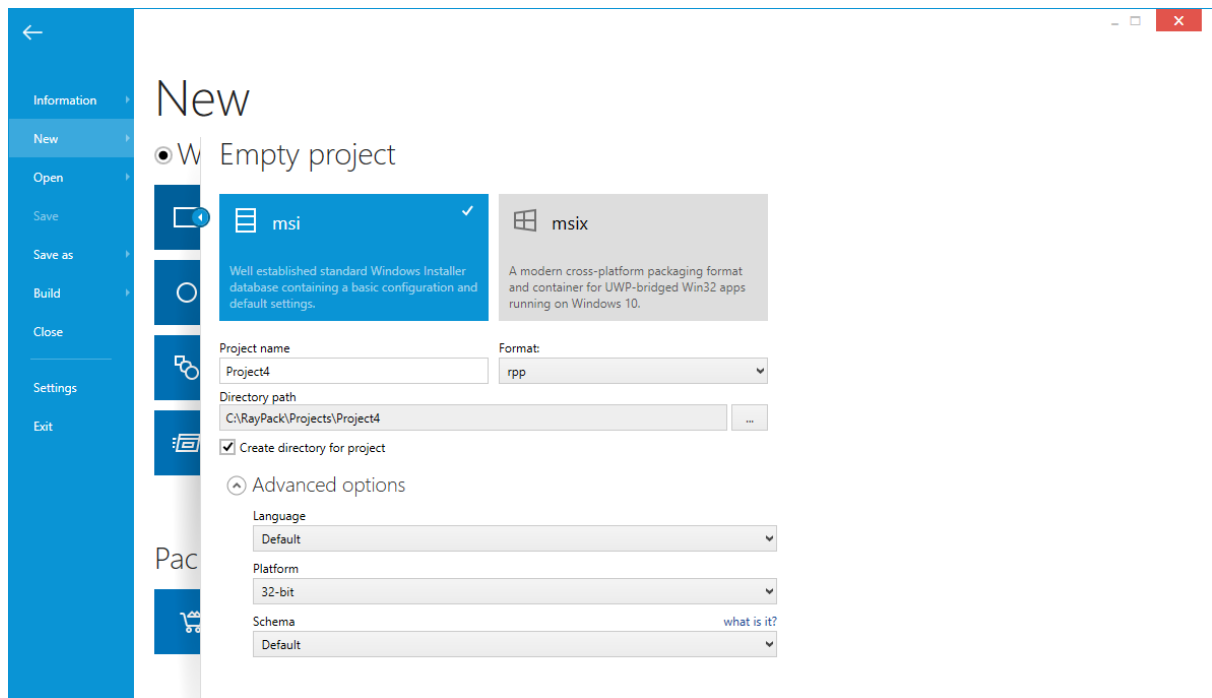 Information
New
Open
Save
Save as
Build
Close
Settings
Exit
New
W
Empty project
msi
Well established standard Windows Installer
database containing a basic configuration and
default settings.
msix
A modern cross-platform packaging format
and container for UWP-bridged Win32 apps
running on Windows 10.
Project name
Project4
Format:
rpp
Directory path
C:\RayPack\Projects\Project4
...
Create directory for project
Advanced options
Language
Default
Platform
32-bit
Schema
what is it?
Default
Pac